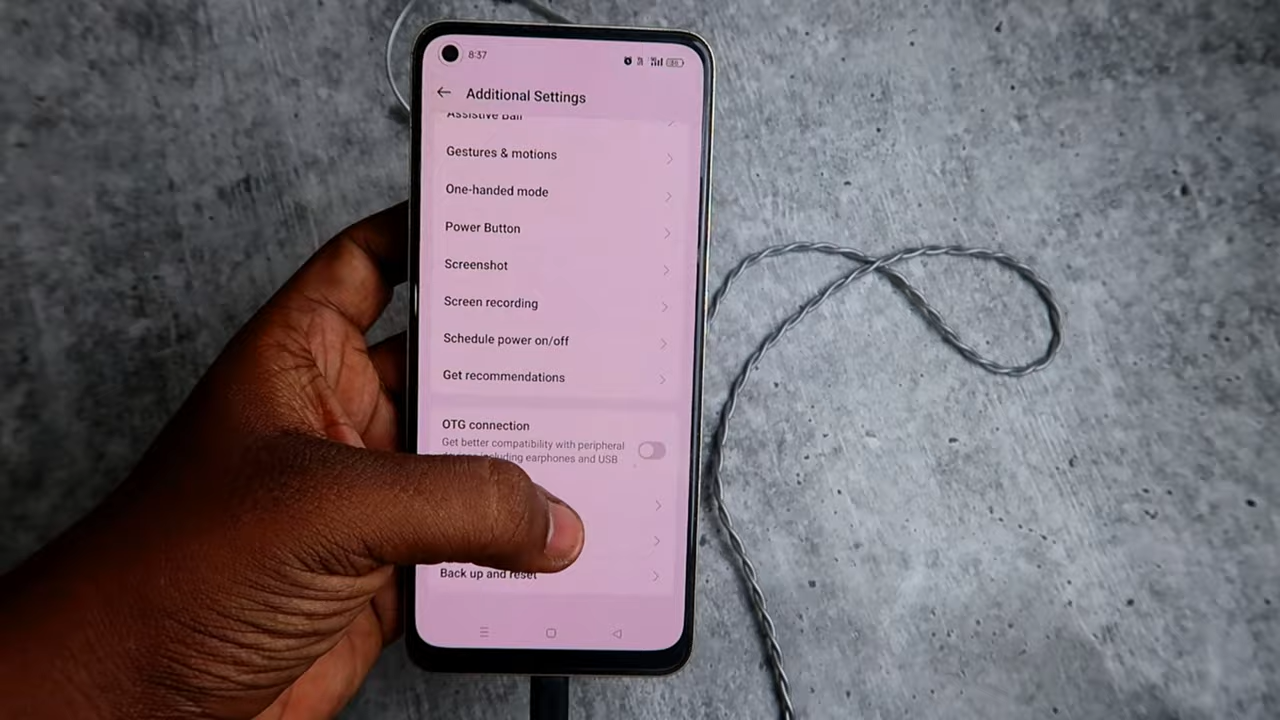 8:37
Additional Settings
Assistive Ball
Gestures & motions
One-handed mode
Power Button
Screenshot
Screen recording
Schedule power on/off
Get recommendations
OTG connection
Get better compatibility with peripheral
including earphones and USB
Back up and reset